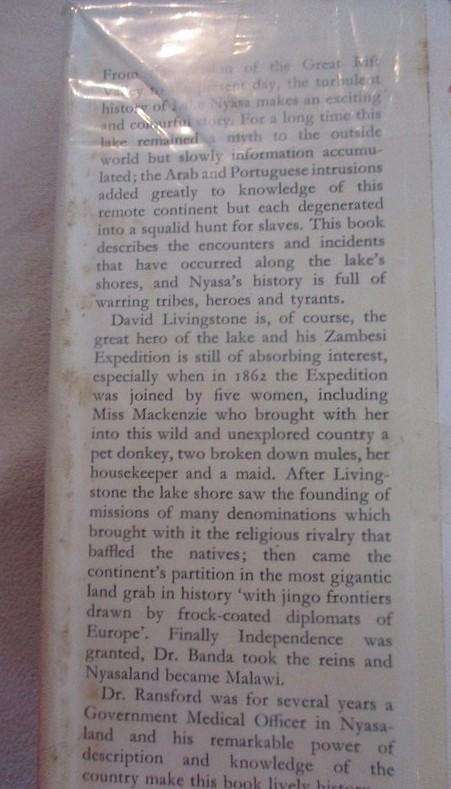 From of the Great Rift
Valley to present day, the turbulent
history of Nyasa makes an exciting
and colourful story. For a long time this
lake remained a myth to the outside
world but slowly information accumu-
lated; the Arab and Portuguese intrusions
added greatly to knowledge of this
remote continent but each degenerated
into a squalid hunt for slaves. This book
describes the encounters and incidents
that have occurred along the lake's
shores, and Nyasa's history is full of
warring tribes, heroes and tyrants.
David Livingstone is, of course, the
great hero of the lake and his Zambesi
Expedition is still of absorbing interest,
especially when in 1862 the Expedition
was joined by five women, including
Miss Mackenzie who brought with her
into this wild and unexplored country a
pet donkey, two broken down mules, her
housekeeper and a maid. After Living-
stone the lake shore saw the founding of
missions of many denominations which
brought with it the religious rivalry that
baffled the natives; then came the
continent's partition in the most gigantic
land grab in history 'with jingo frontiers
drawn by frock-coated diplomats of
Europe'. Finally Independence was
granted, Dr. Banda took the reins and
Nyasaland became Malawi.
Dr. Ransford was for several years a
Government Medical Officer in Nyasa-
land and his remarkable power of
description and knowledge of the
country make this book lively history